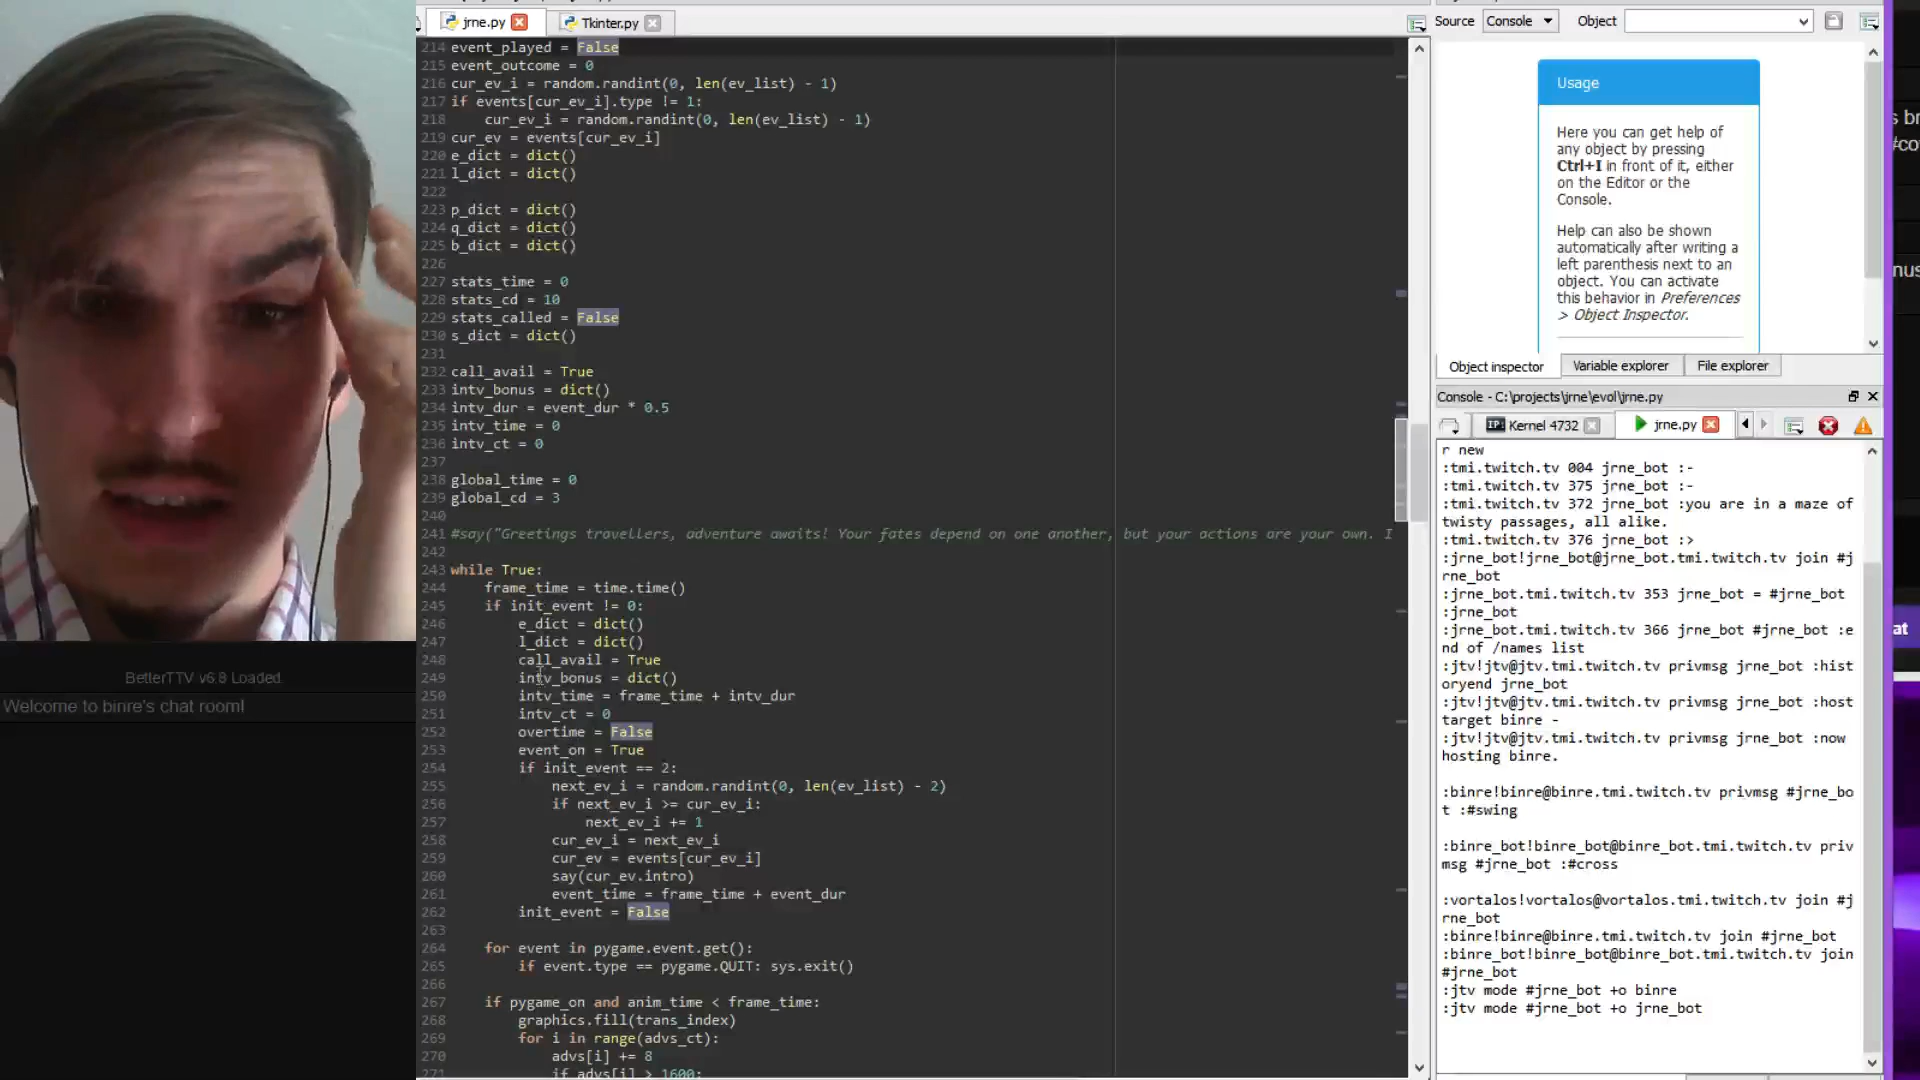 jrne.py
Tkinter.py
214 event_played = False
215 event_outcome = 0
216 cur_ev_i = random.randint(0, len(ev_list) - 1)
217 if events[cur_ev_i].type != 1:
218 cur_ev_i = random.randint(0, len(ev_list) - 1)
219 cur_ev = events[cur_ev_i]
220 e_dict = dict()
221 l_dict = dict()
222
223 p_dict = dict()
224 q_dict = dict()
225 b_dict = dict()
226
227 stats_time = 0
228 stats_cd = 10
229 stats_called = False
230 s_dict = dict()
231
232 call_avail = True
233 intv_bonus = dict()
234 intv_dur = event_dur * 0.5
235 intv_time = 0
236 intv_ct = 0
237
238 global_time = 0
239 global_cd = 3
240
241 #say("Greetings travellers, adventure awaits! Your fates depend on one another, but your actions are your own. I
242
243 while True:
244 frame_time = time.time()
245 if init_event != 0:
246 e_dict = dict()
247 l_dict = dict()
248 call_avail = True
249 intv_bonus = dict()
250 intv_time = frame_time + intv_dur
251 intv_ct = 0
252 overtime = False
253 event_on = True
254 if init_event == 2:
255 next_ev_i = random.randint(0, len(ev_list) - 2)
256 if next_ev_i >= cur_ev_i:
257 next_ev_i += 1
258 cur_ev_i = next_ev_i
259 cur_ev = events[cur_ev_i]
260 say(cur_ev.intro)
261 event_time = frame_time + event_dur
262 init_event = False
263
264 for event in pygame.event.get():
265 if event.type == pygame.QUIT: sys.exit()
266
267 if pygame_on and anim_time < frame_time:
268 graphics.fill(trans_index)
269 for i in range(advs_ct):
270 advs[i] += 8
271 if advs[i] > 1600:
BetterTTV v6.8 Loaded.
Welcome to binre's chat room!
Source Console Object
Usage
Here you can get help of
any object by pressing
Ctrl+I in front of it, either
on the Editor or the
Console.
Help can also be shown
automatically after writing a
left parenthesis next to an
object. You can activate
this behavior in Preferences
> Object Inspector.
Object inspector Variable explorer File explorer
Console - C:\projects\jrne\evol\jrne.py
Kernel 4732 jrne.py
r new
:tmi.twitch.tv 004 jrne_bot :-
:tmi.twitch.tv 375 jrne_bot :-
:tmi.twitch.tv 372 jrne_bot :you are in a maze of
twisty passages, all alike.
:tmi.twitch.tv 376 jrne_bot :>
:jrne_bot!jrne_bot@jrne_bot.tmi.twitch.tv join #j
rne_bot
:jrne_bot.tmi.twitch.tv 353 jrne_bot = #jrne_bot
:jrne_bot
:jrne_bot.tmi.twitch.tv 366 jrne_bot #jrne_bot :e
nd of /names list
:jtv!jtv@jtv.tmi.twitch.tv privmsg jrne_bot :hist
oryend jrne_bot
:jtv!jtv@jtv.tmi.twitch.tv privmsg jrne_bot :host
target binre -
:jtv!jtv@jtv.tmi.twitch.tv privmsg jrne_bot :now
hosting binre.
:binre!binre@binre.tmi.twitch.tv privmsg #jrne_bo
t :#swing
:binre_bot!binre_bot@binre_bot.tmi.twitch.tv priv
msg #jrne_bot :#cross
:vortalos!vortalos@vortalos.tmi.twitch.tv join #j
rne_bot
:binre!binre@binre.tmi.twitch.tv join #jrne_bot
:binre_bot!binre_bot@binre_bot.tmi.twitch.tv join
#jrne_bot
:jtv mode #jrne_bot +o binre
:jtv mode #jrne_bot +o jrne_bot